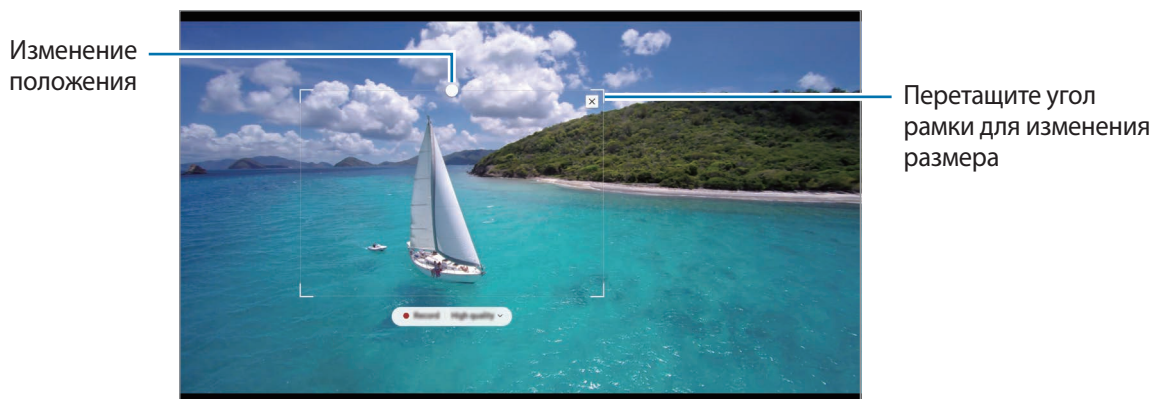 Изменение
положения
Перетащите угол
рамки для изменения
размера
Record High quality